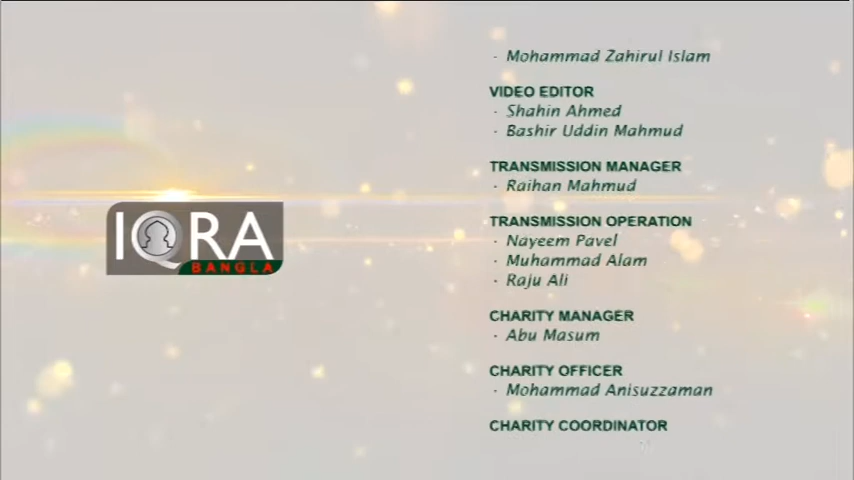 IQRA
BANGLA
- Mohammad Zahirul Islam
VIDEO EDITOR
- Shahin Ahmed
- Bashir Uddin Mahmud
TRANSMISSION MANAGER
- Raihan Mahmud
TRANSMISSION OPERATION
- Nayeem Pavel
- Muhammad Alam
- Raju Ali
CHARITY MANAGER
- Abu Masum
CHARITY OFFICER
- Mohammad Anisuzzaman
CHARITY COORDINATOR